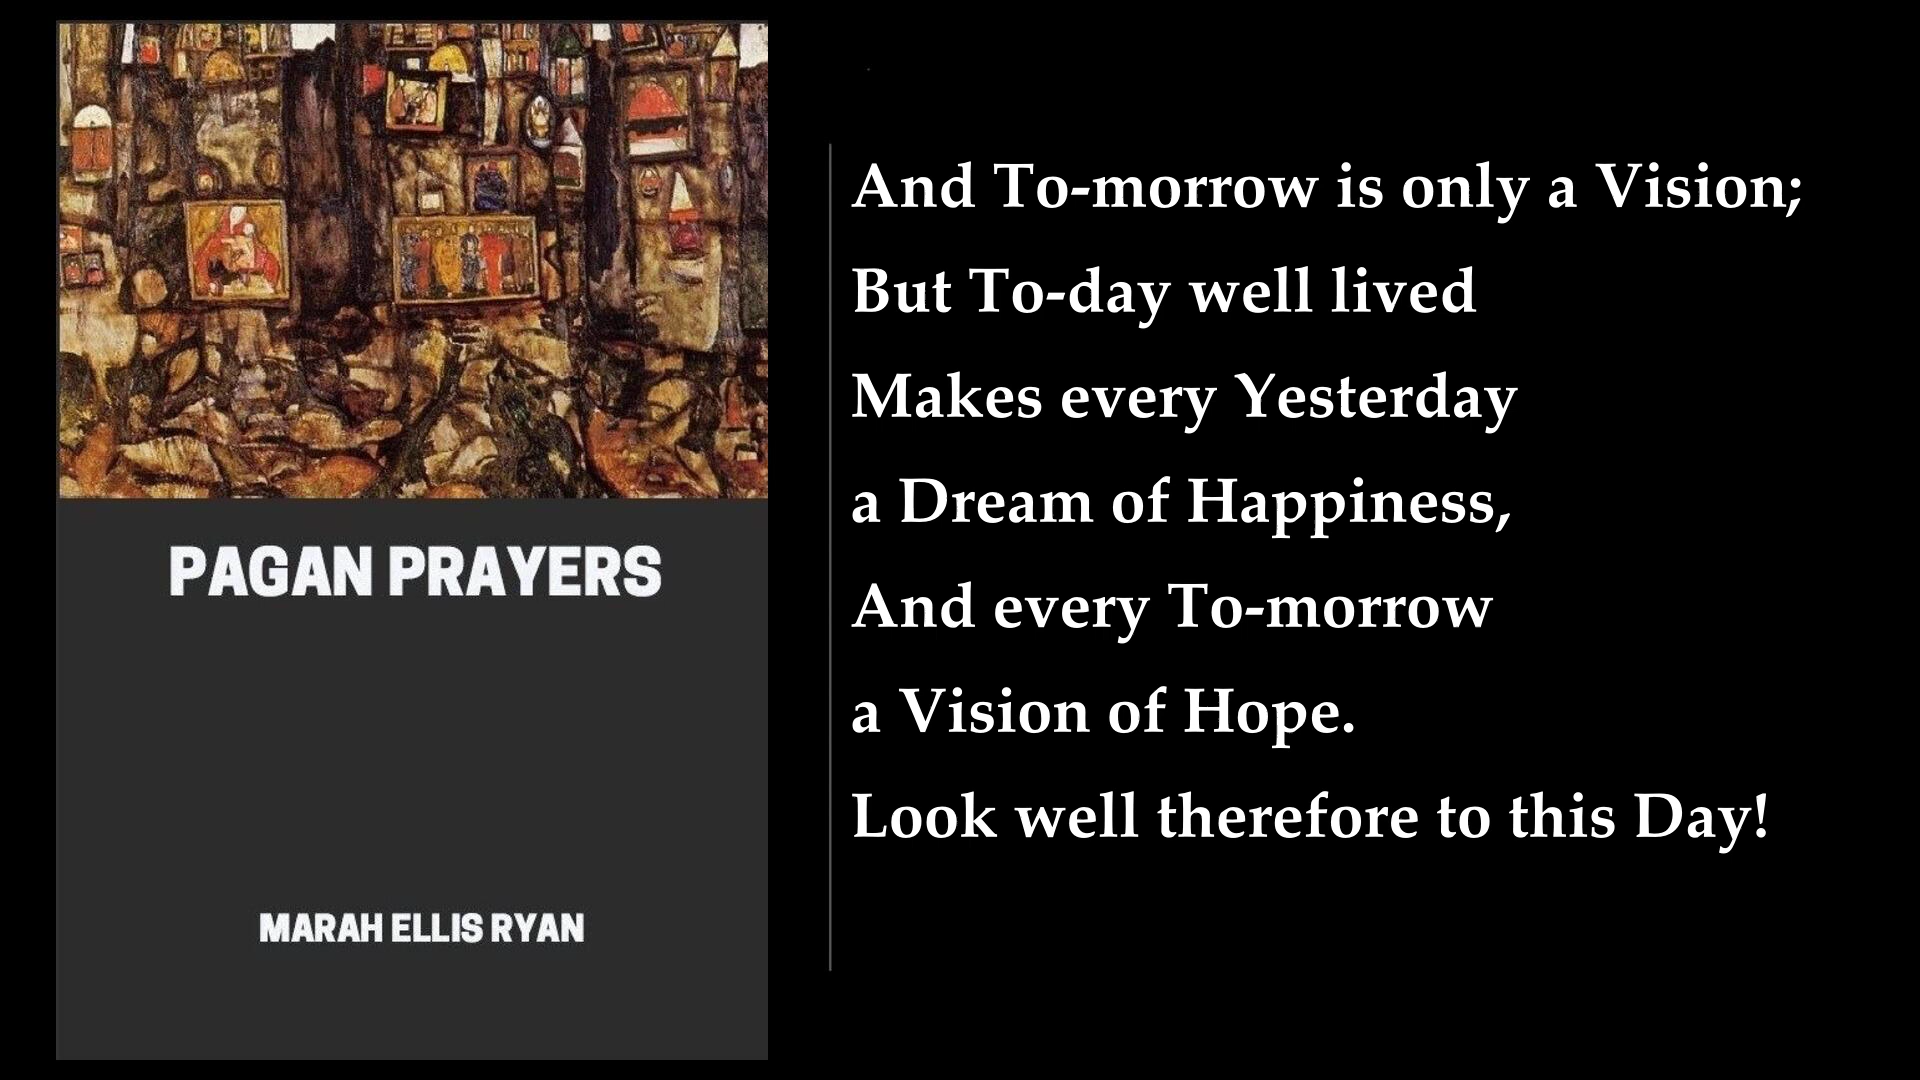 PAGAN PRAYERS
MARAH ELLIS RYAN
And To-morrow is only a Vision;
But To-day well lived
Makes every Yesterday
a Dream of Happiness,
And every To-morrow
a Vision of Hope.
Look well therefore to this Day!